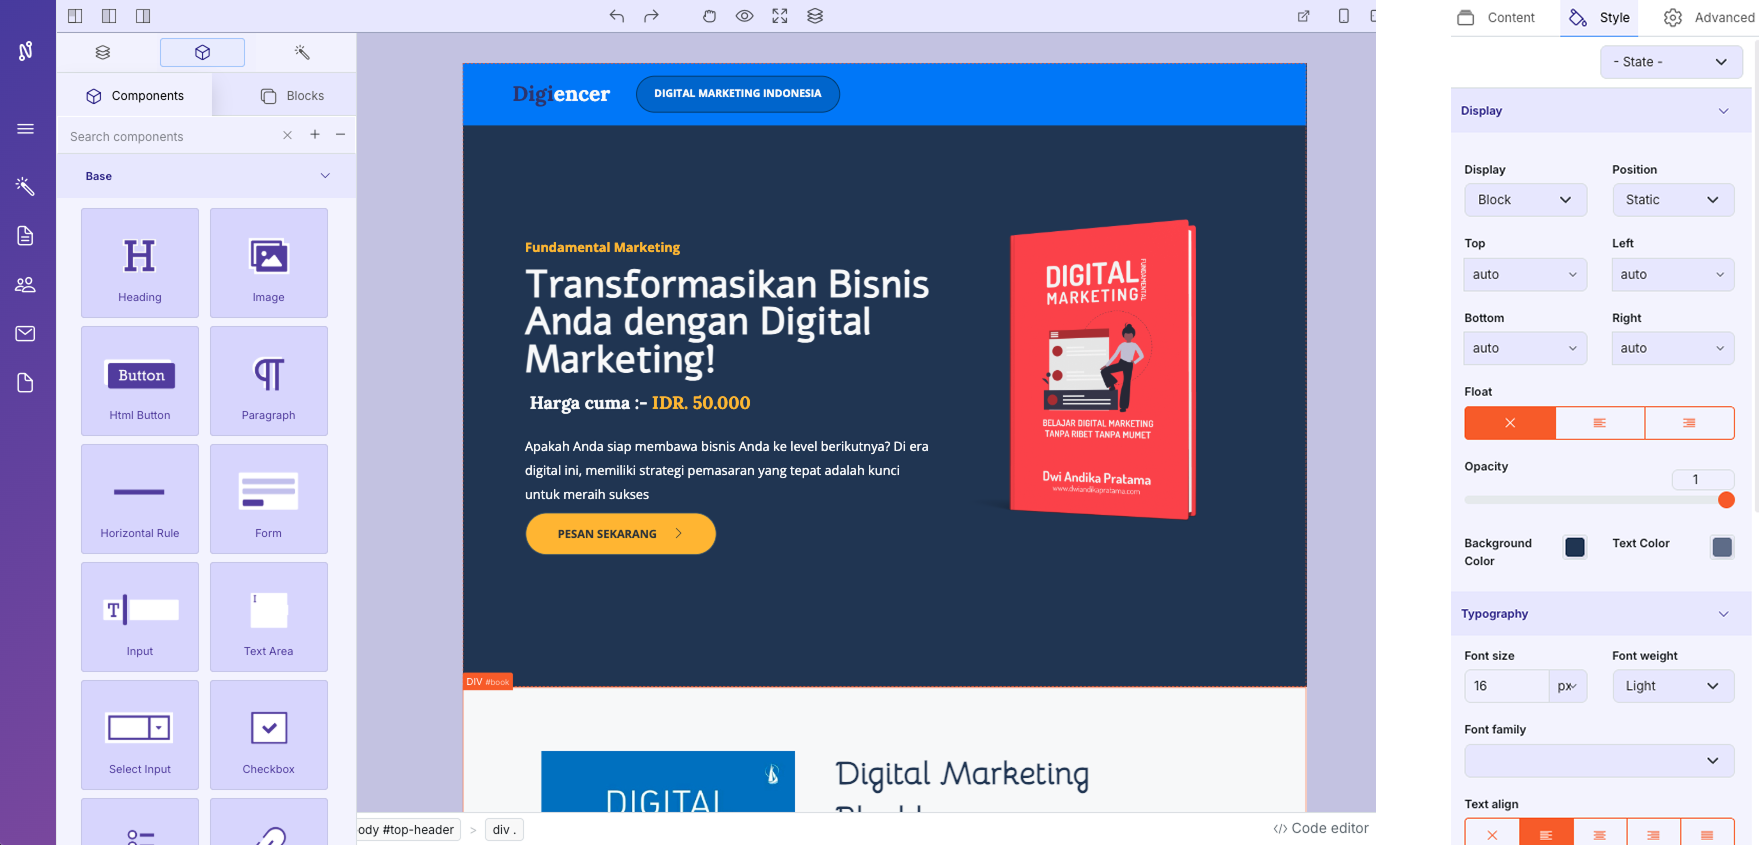 Components
Blocks
Search components
Base
H
Heading
Image
Button
Html Button
Paragraph
Horizontal Rule
Form
T
Input
I
Text Area
Select Input
Checkbox
Digiencer
DIGITAL MARKETING INDONESIA
Fundamental Marketing
Transformasikan Bisnis
Anda dengan Digital
Marketing!
Harga cuma :- IDR. 50.000
Apakah Anda siap membawa bisnis Anda ke level berikutnya? Di era
digital ini, memiliki strategi pemasaran yang tepat adalah kunci
untuk meraih sukses
PESAN SEKARANG
DIGITAL
MARKETING
FUNDAMENTAL
BELAJAR DIGITAL MARKETING
TANPA RIBET TANPA MUMET
Dwi Andika Pratama
www.dwiandikapratama.com
DIV #book
DIGITAL
Digital Marketing
ody #top-header
>
div .
</> Code editor
Content
Style
Advanced
- State -
Display
Display
Position
Block
Static
Top
Left
auto
auto
Bottom
Right
auto
auto
Float
Opacity
1
Background
Color
Text Color
Typography
Font size
Font weight
16
px
Light
Font family
Text align